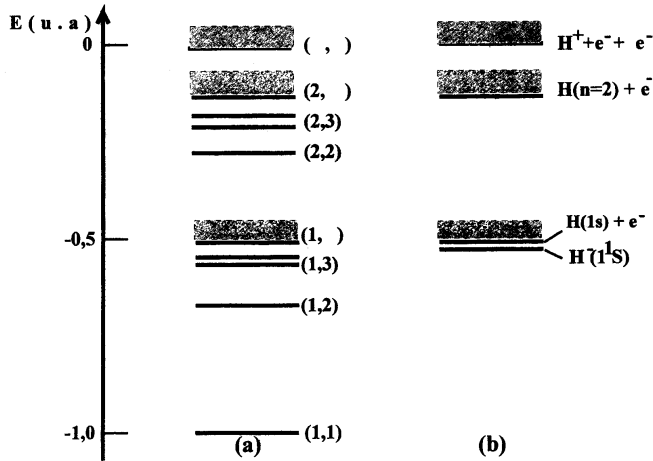 E ( u . a )
0
( , )
H⁺+e⁻+ e⁻
(2, )
H(n=2) + e⁻
(2,3)
(2,2)
-0,5
(1, )
H(1s) + e⁻
(1,3)
H⁻(1¹S)
(1,2)
-1,0
(1,1)
(a)
(b)